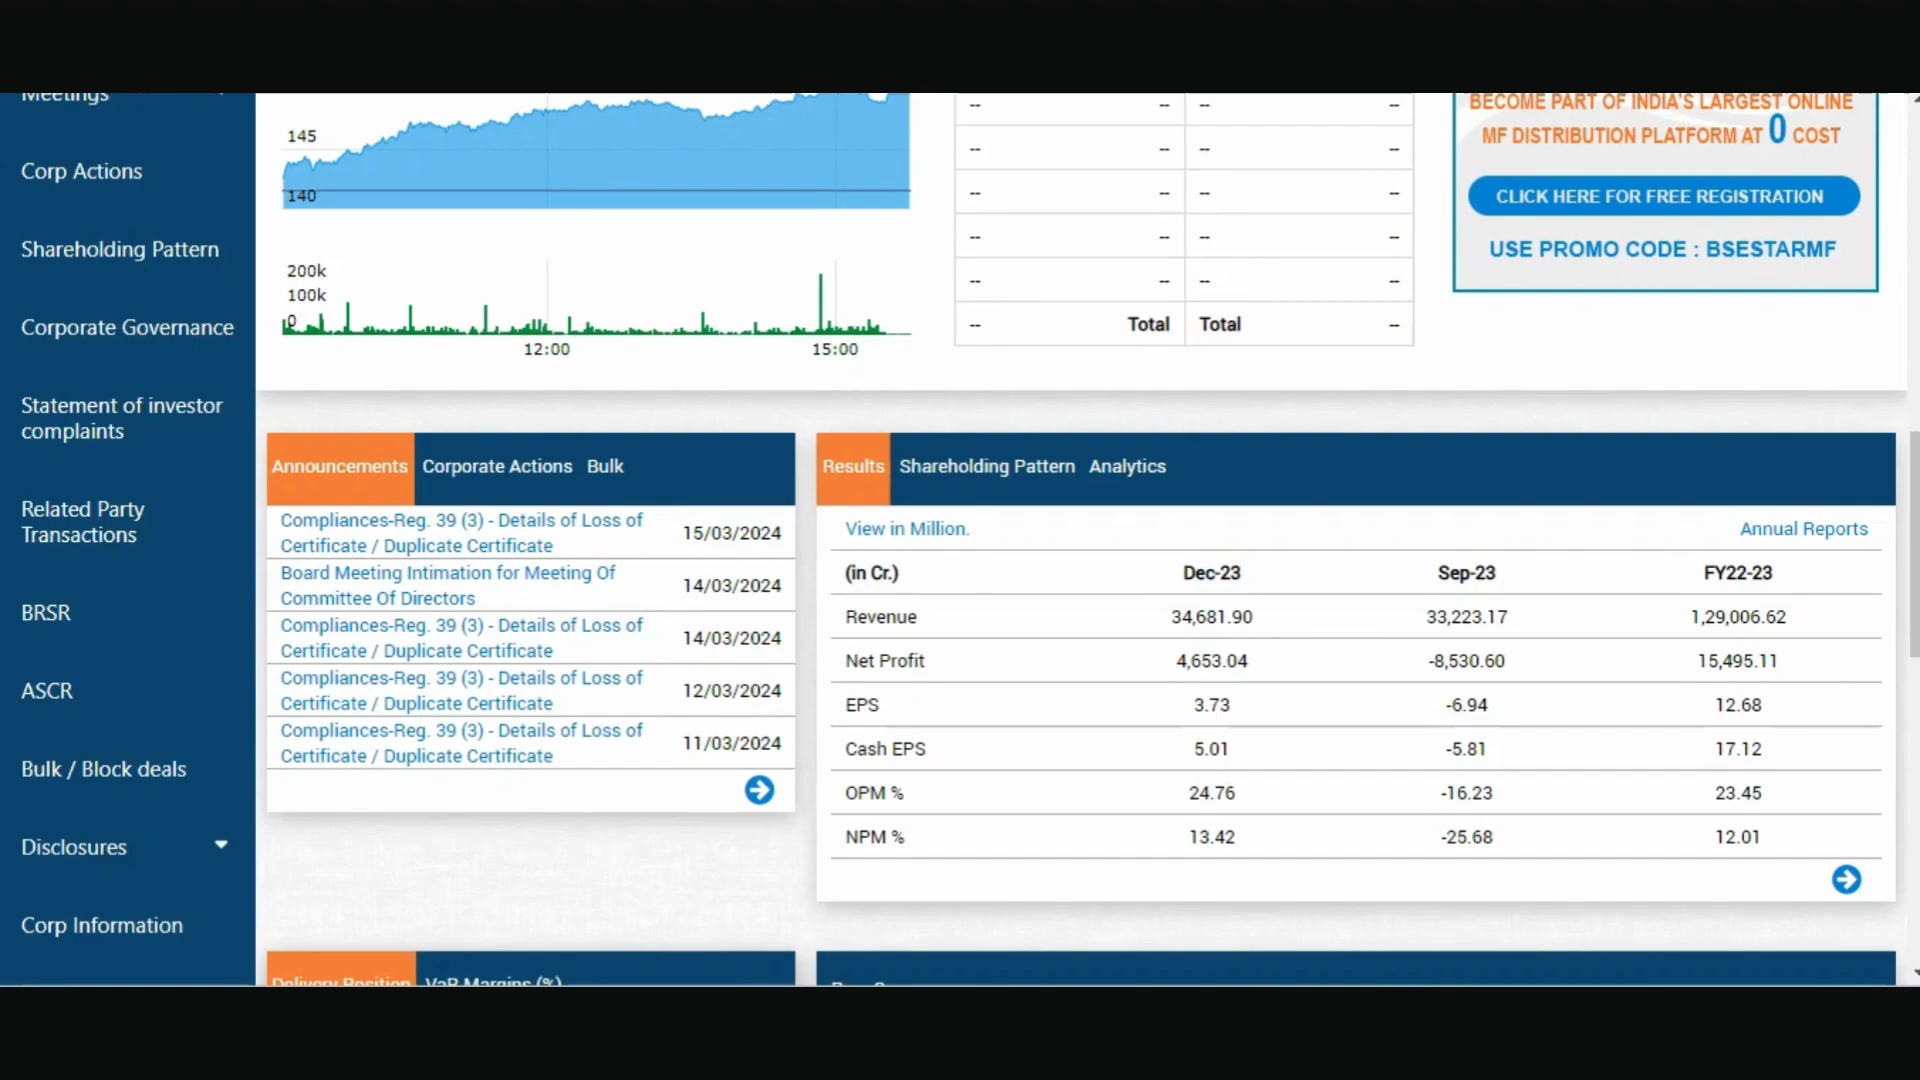 Meetings
Corp Actions
Shareholding Pattern
Corporate Governance
Statement of investor
complaints
Related Party
Transactions
BRSR
ASCR
Bulk / Block deals
Disclosures
Corp Information
145
140
200k
100k
0
12:00
15:00
-- -- -- --
-- -- -- --
-- -- -- --
-- -- -- --
-- -- -- --
-- Total Total --
BECOME PART OF INDIA'S LARGEST ONLINE
MF DISTRIBUTION PLATFORM AT 0 COST
CLICK HERE FOR FREE REGISTRATION
USE PROMO CODE : BSESTARMF
Announcements Corporate Actions Bulk
Compliances-Reg. 39 (3) - Details of Loss of
Certificate / Duplicate Certificate 15/03/2024
Board Meeting Intimation for Meeting Of
Committee Of Directors 14/03/2024
Compliances-Reg. 39 (3) - Details of Loss of
Certificate / Duplicate Certificate 14/03/2024
Compliances-Reg. 39 (3) - Details of Loss of
Certificate / Duplicate Certificate 12/03/2024
Compliances-Reg. 39 (3) - Details of Loss of
Certificate / Duplicate Certificate 11/03/2024
Results Shareholding Pattern Analytics
View in Million. Annual Reports
(in Cr.) Dec-23 Sep-23 FY22-23
Revenue 34,681.90 33,223.17 1,29,006.62
Net Profit 4,653.04 -8,530.60 15,495.11
EPS 3.73 -6.94 12.68
Cash EPS 5.01 -5.81 17.12
OPM % 24.76 -16.23 23.45
NPM % 13.42 -25.68 12.01
Delivery Position VaR Margins (%)